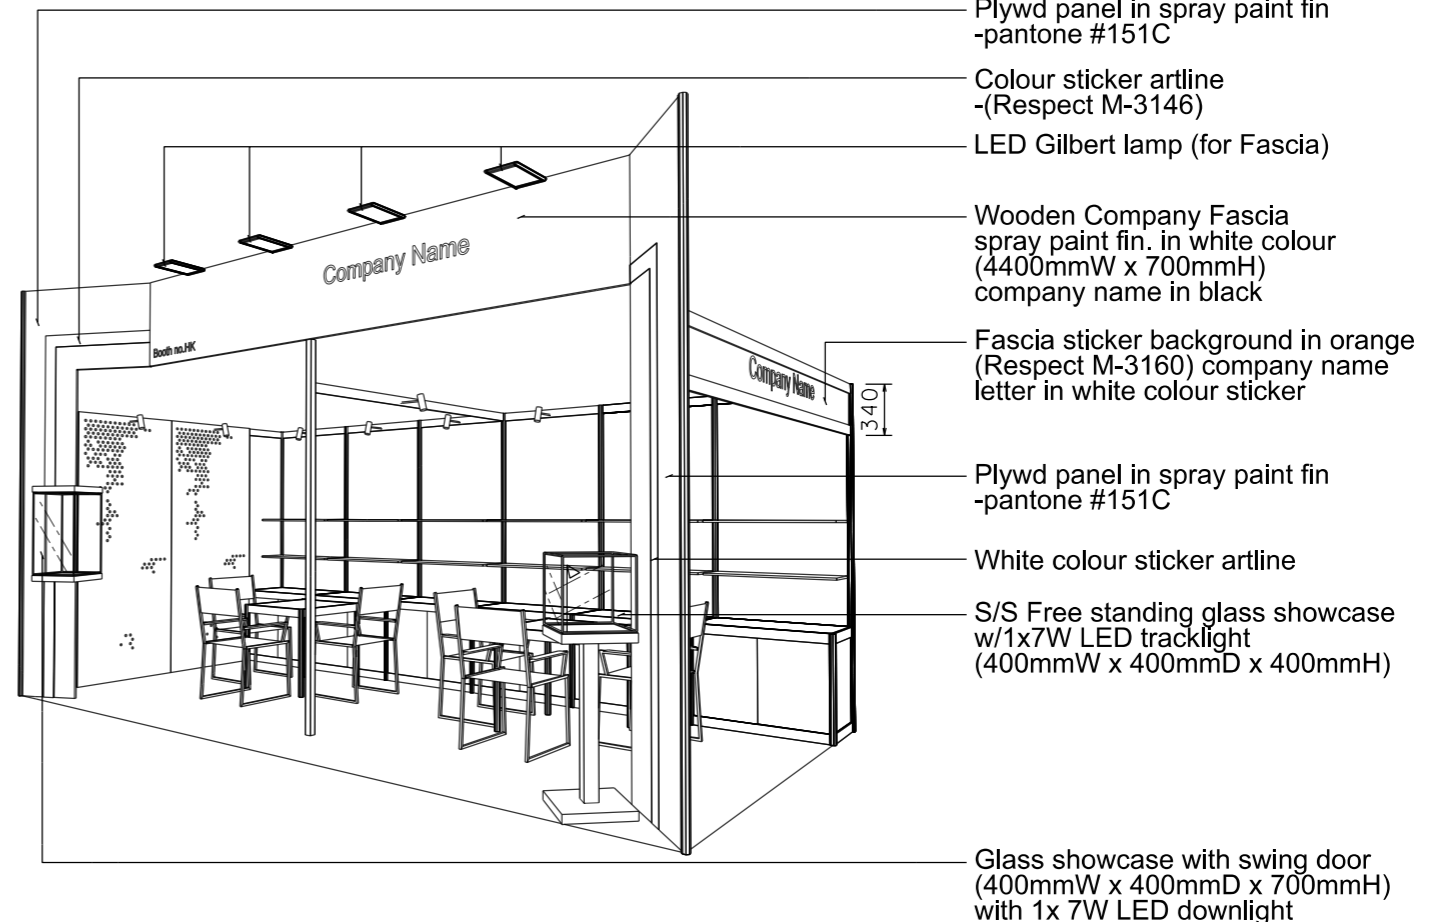 Plywd panel in spray paint fin
-pantone #151C
Colour sticker artline
-(Respect M-3146)
LED Gilbert lamp (for Fascia)
Wooden Company Fascia
spray paint fin. in white colour
(4400mmW x 700mmH)
company name in black
Fascia sticker background in orange
(Respect M-3160) company name
letter in white colour sticker
Plywd panel in spray paint fin
-pantone #151C
White colour sticker artline
S/S Free standing glass showcase
w/1x7W LED tracklight
(400mmW x 400mmD x 400mmH)
Glass showcase with swing door
(400mmW x 400mmD x 700mmH)
with 1x 7W LED downlight
Company Name
Booth no.HK
Company Name
340